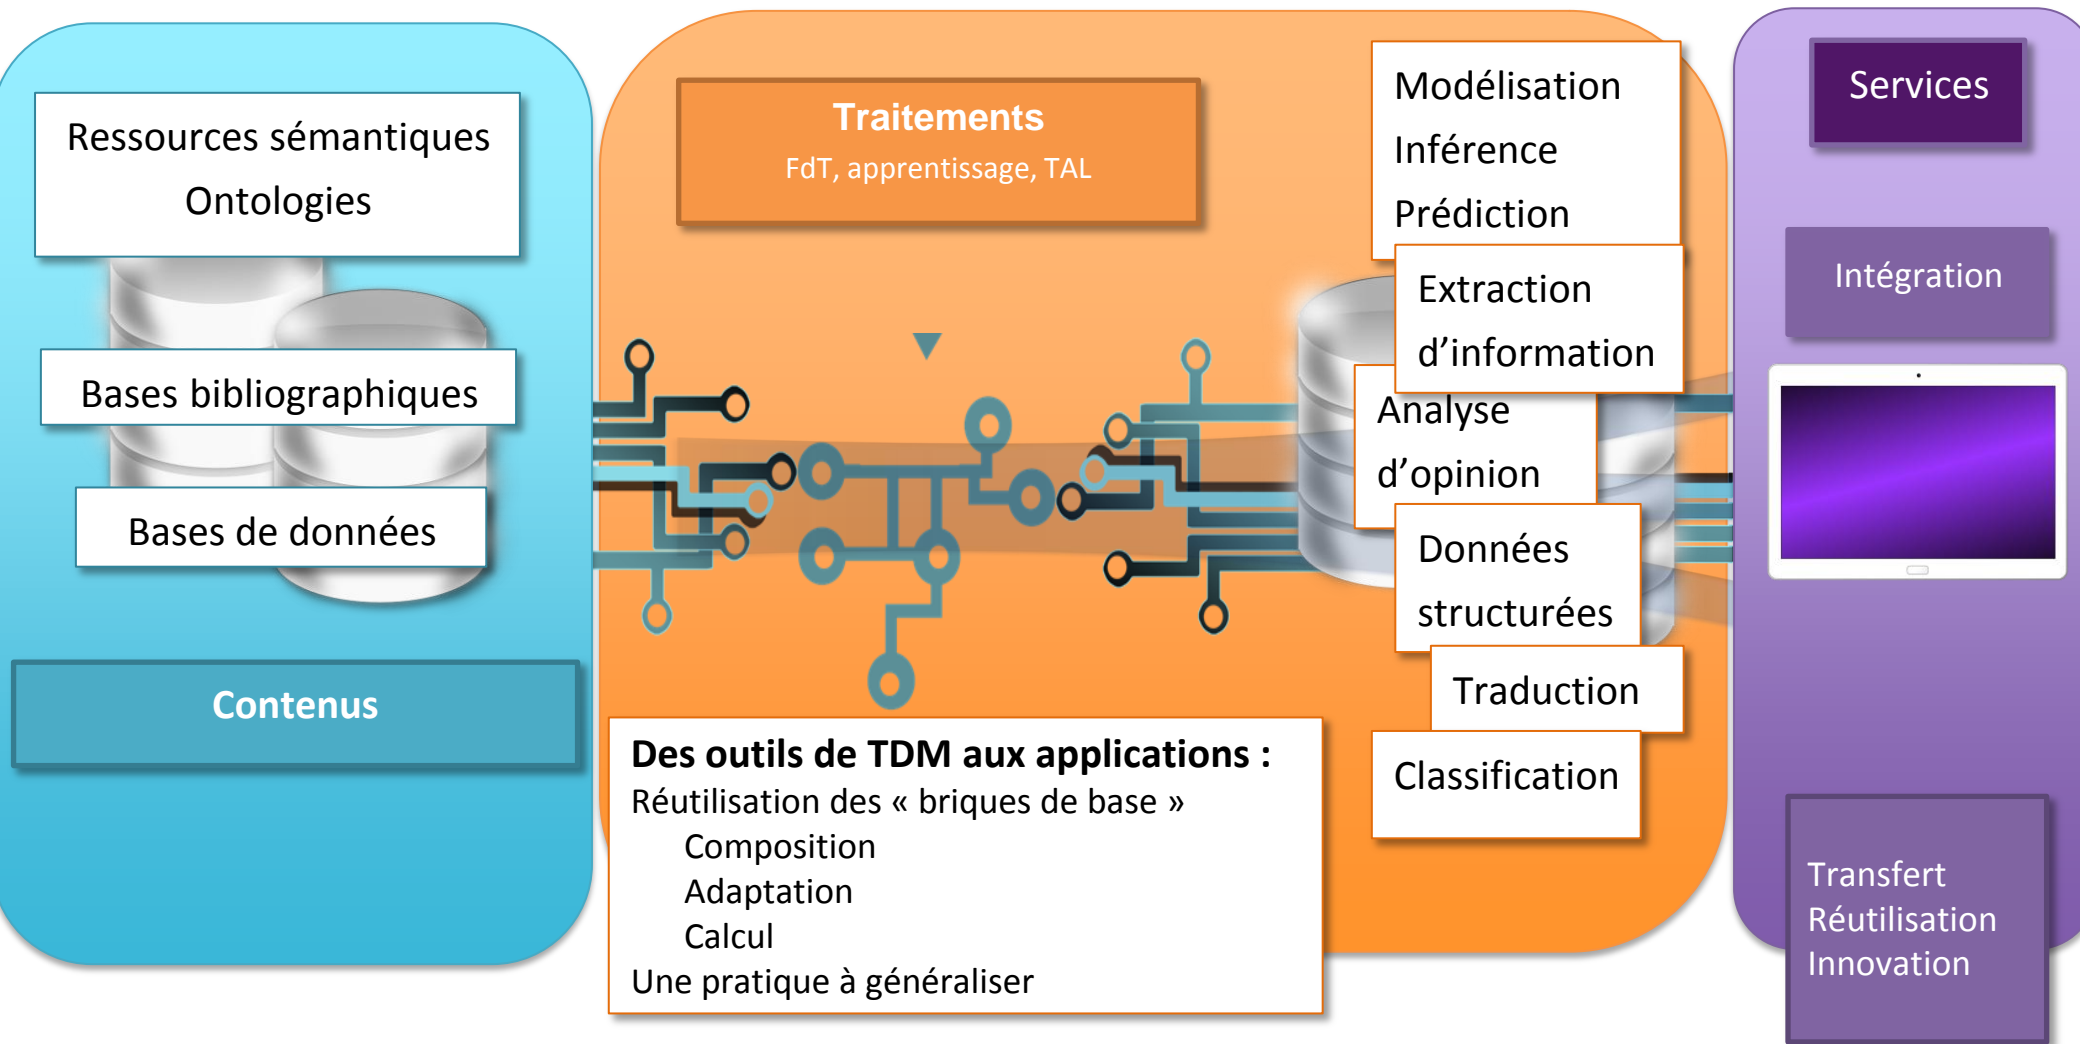 Ressources sémantiques
Ontologies
Bases bibliographiques
Bases de données
Contenus
Traitements
FdT, apprentissage, TAL
Des outils de TDM aux applications :
Réutilisation des « briques de base »
Composition
Adaptation
Calcul
Une pratique à généraliser
Modélisation
Inférence
Prédiction
Extraction
d’information
Analyse
d’opinion
Données
structurées
Traduction
Classification
Services
Intégration
Transfert
Réutilisation
Innovation